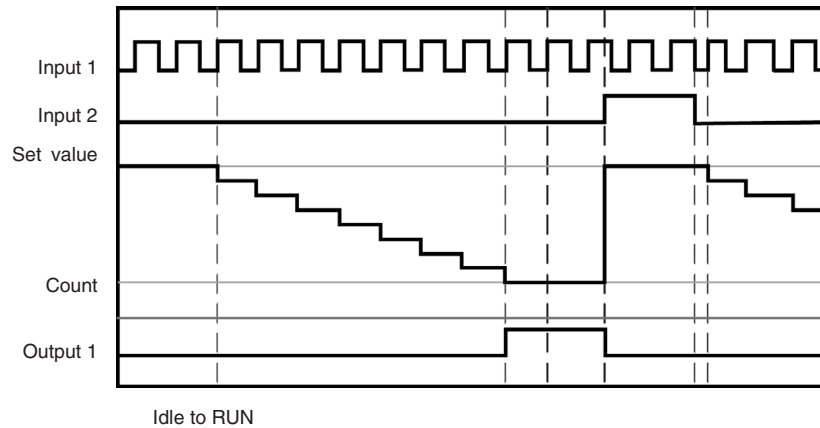 Input 1
Input 2
Set value
Count
Output 1
Idle to RUN